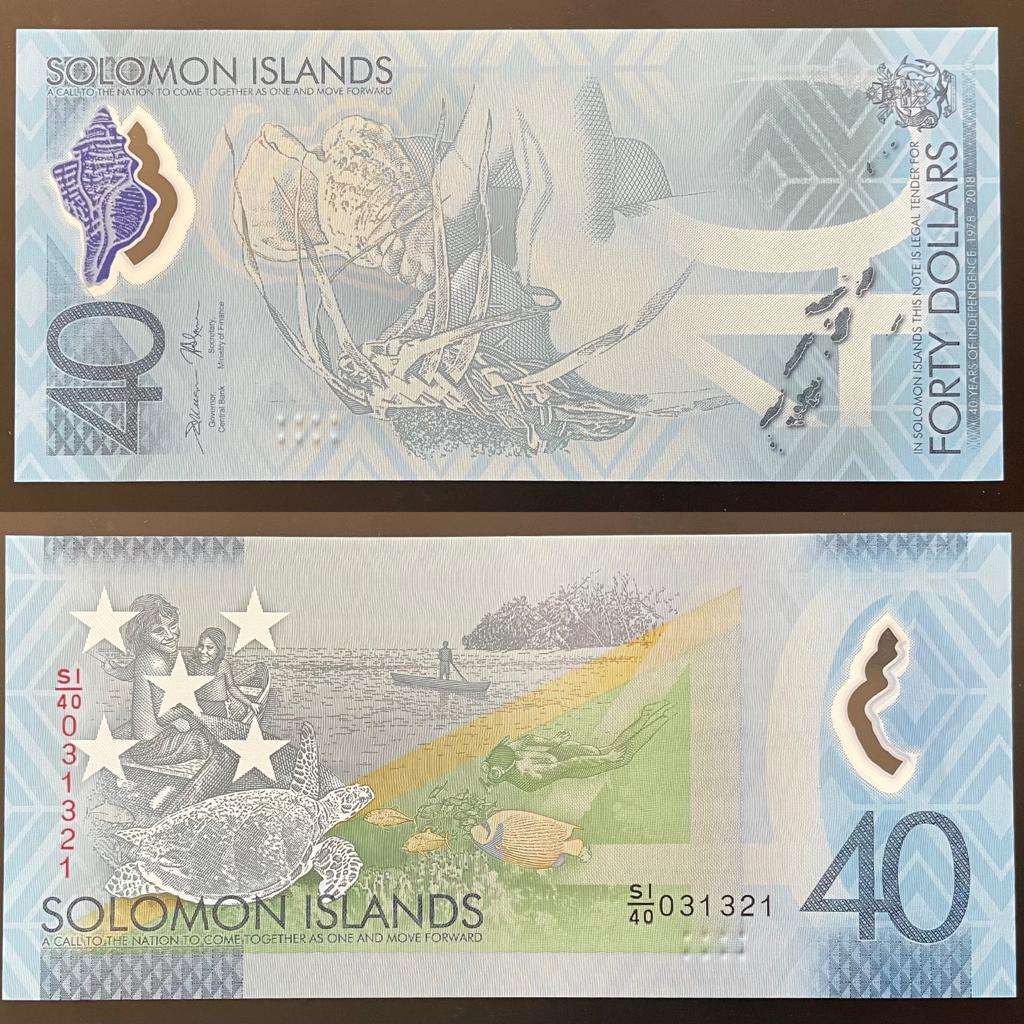 SOLOMON ISLANDS
A CALL TO THE NATION TO COME TOGETHER AS ONE AND MOVE FORWARD
40
Governor
Central Bank
Secretary
Ministry of Finance
40
IN SOLOMON ISLANDS THIS NOTE IS LEGAL TENDER FOR
FORTY DOLLARS
40 YEARS OF INDEPENDENCE 1978 - 2018
SI/40 031321
SOLOMON ISLANDS
A CALL TO THE NATION TO COME TOGETHER AS ONE AND MOVE FORWARD
SI/40 031321
40